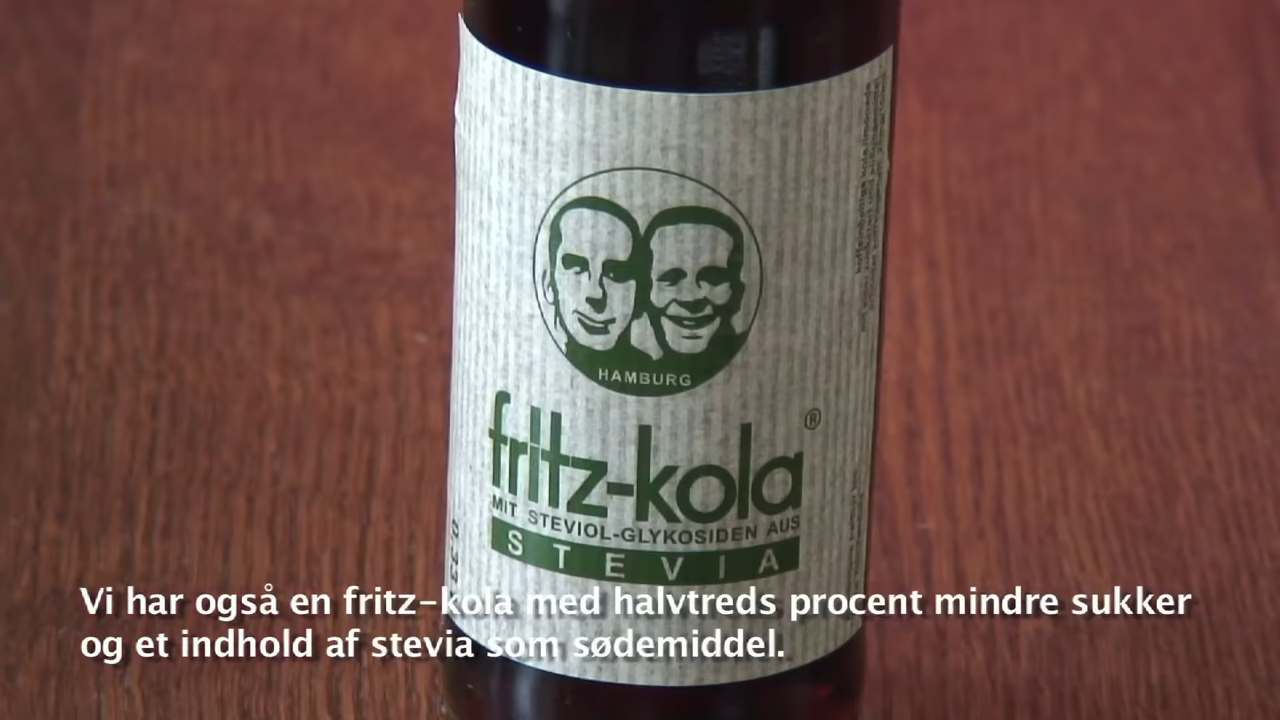 HAMBURG
fritz-kola ®
MIT STEVIOL-GLYKOSIDEN AUS
STEVIA
Vi har også en fritz-kola med halvtreds procent mindre sukker
og et indhold af stevia som sødemiddel.